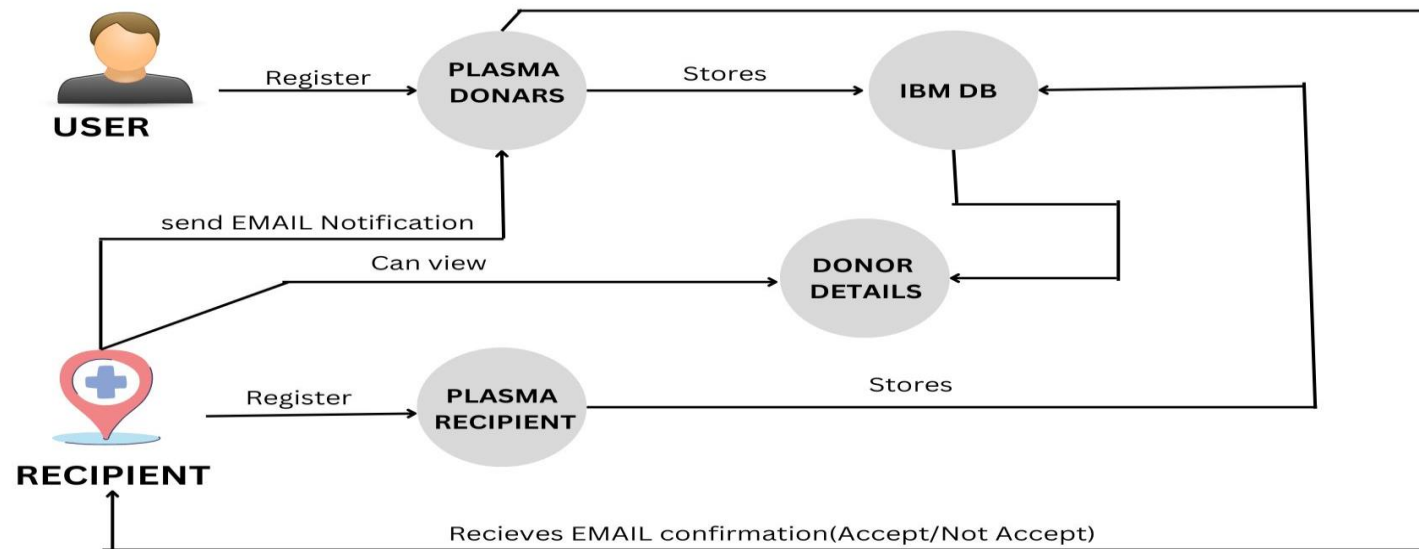 USER
Register
PLASMA
DONARS
Stores
IBM DB
send EMAIL Notification
Can view
DONOR
DETAILS
RECIPIENT
Register
PLASMA
RECIPIENT
Stores
Recieves EMAIL confirmation(Accept/Not Accept)